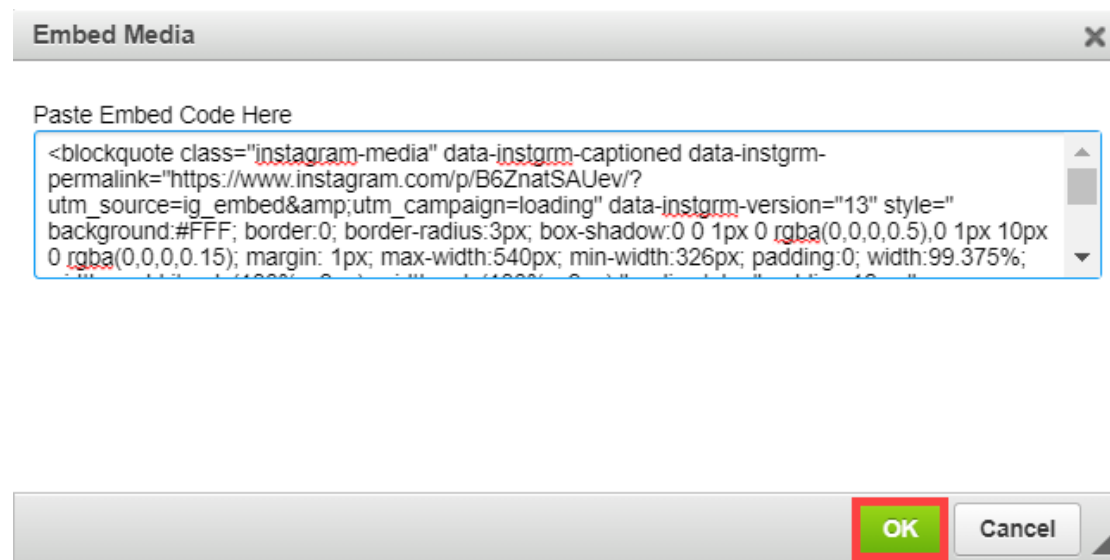 Embed Media
Paste Embed Code Here
<blockquote class="instagram-media" data-instgrm-captioned data-instgrm-
permalink="https://www.instagram.com/p/B6ZnatSAUev/?
utm_source=ig_embed&amp;utm_campaign=loading" data-instgrm-version="13" style="
background:#FFF; border:0; border-radius:3px; box-shadow:0 0 1px 0 rgba(0,0,0,0.5),0 1px 10px
0 rgba(0,0,0,0.15); margin: 1px; max-width:540px; min-width:326px; padding:0; width:99.375%;
OK
Cancel